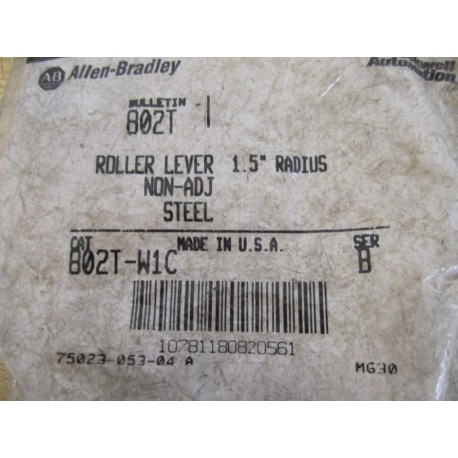 AB Allen-Bradley
BULLETIN
802T
ROLLER LEVER 1.5" RADIUS
NON-ADJ
STEEL
CAT MADE IN U.S.A. SER
802T-W1C B
10781180820561
75023-053-04 A MG30